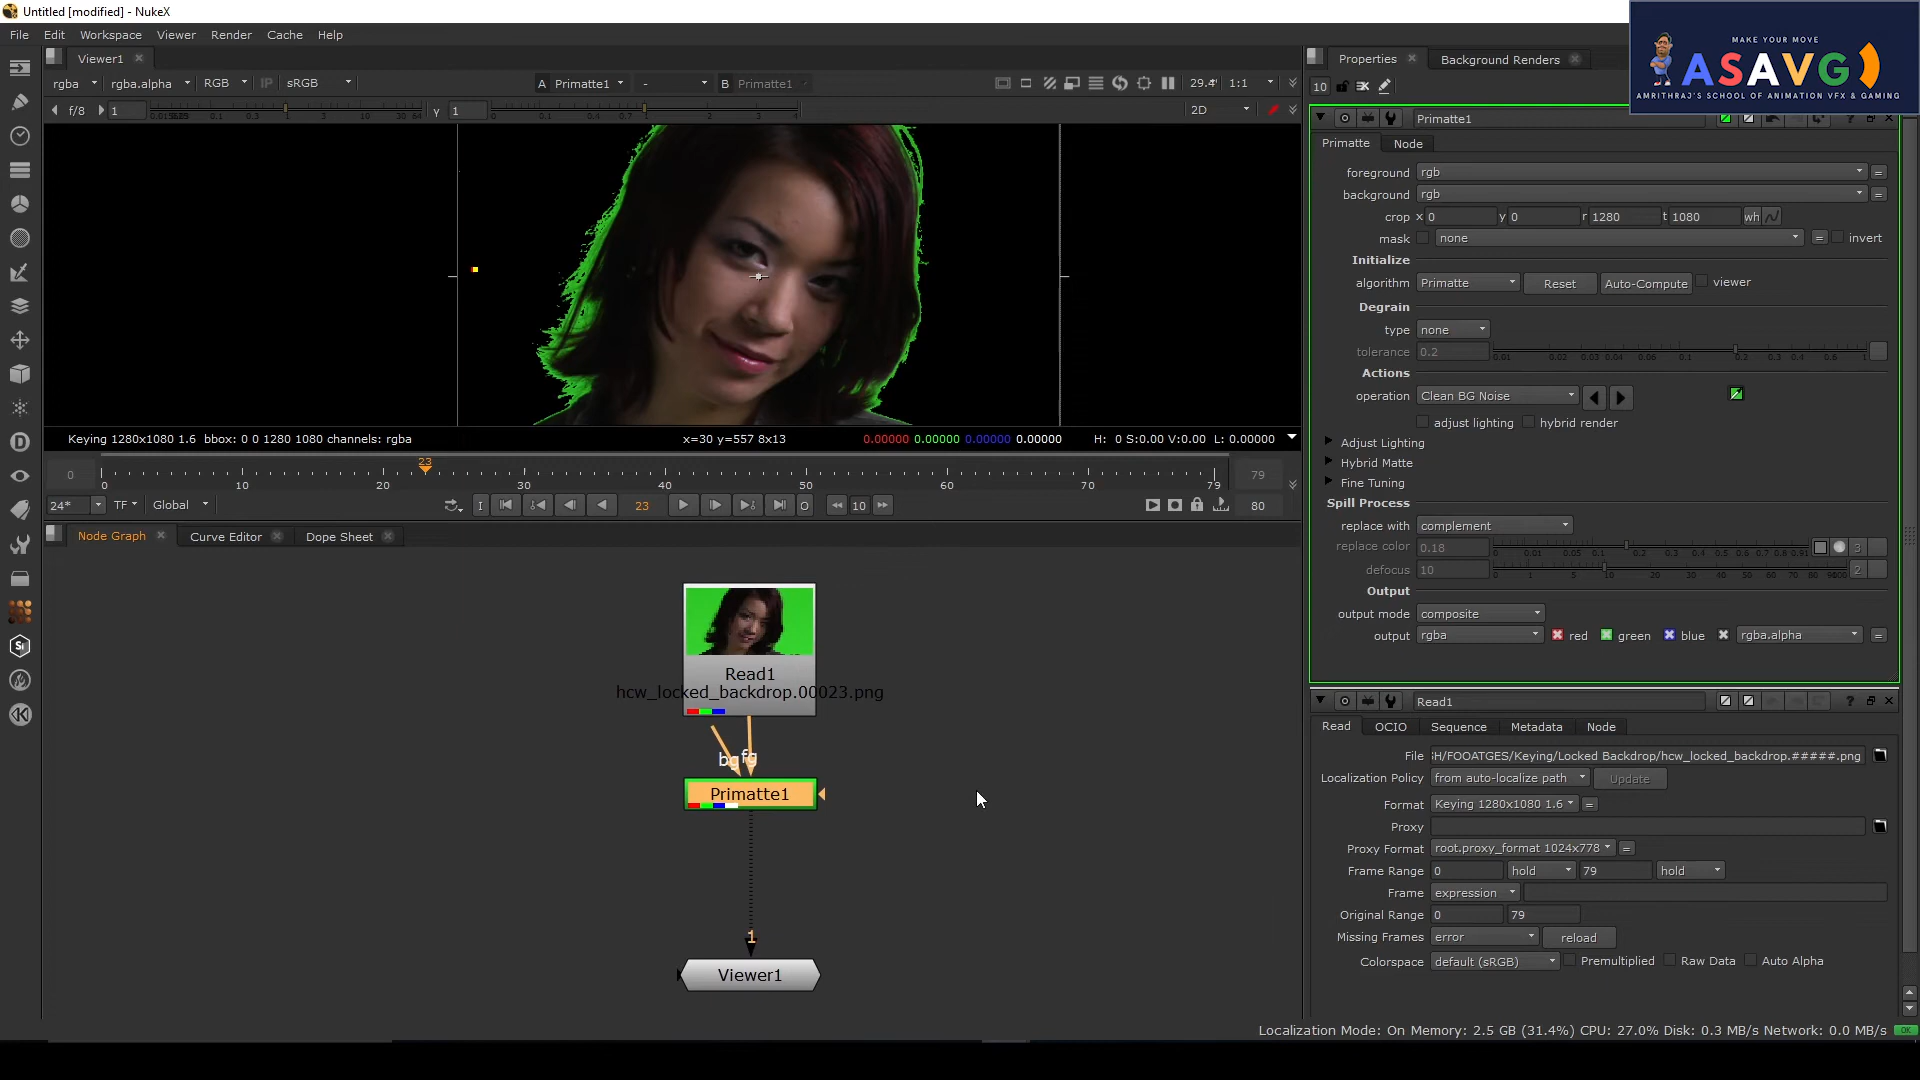 Untitled [modified] - NukeX
File Edit Workspace Viewer Render Cache Help
MAKE YOUR MOVE
ASAVG
AMRITHRAJ'S SCHOOL OF ANIMATION VFX & GAMING
Viewer1
rgba rgba.alpha RGB IP sRGB A Primatte1 - B Primatte1 29.4 1:1
f/8 1 y 1 2D
Keying 1280x1080 1.6 bbox: 0 0 1280 1080 channels: rgba x=30 y=557 8x13 0.00000 0.00000 0.00000 0.00000 H: 0 S:0.00 V:0.00 L: 0.00000
0 23 79
0 10 20 30 40 50 60 70 79
24* TF Global I 23 O 10 80
Node Graph Curve Editor Dope Sheet
Read1
hcw_locked_backdrop.00023.png
bg fg
Primatte1
1
Viewer1
Properties Background Renders
10
Primatte1
Primatte Node
foreground rgb =
background rgb =
crop x 0 y 0 r 1280 t 1080 wh
mask none = invert
Initialize
algorithm Primatte Reset Auto-Compute viewer
Degrain
type none
tolerance 0.2
Actions
operation Clean BG Noise
adjust lighting hybrid render
Adjust Lighting
Hybrid Matte
Fine Tuning
Spill Process
replace with complement
replace color 0.18 3
defocus 10 2
Output
output mode composite
output rgba red green blue rgba.alpha =
Read1
Read OCIO Sequence Metadata Node
File :H/FOOATGES/Keying/Locked Backdrop/hcw_locked_backdrop.#####.png
Localization Policy from auto-localize path Update
Format Keying 1280x1080 1.6 =
Proxy
Proxy Format root.proxy_format 1024x778 =
Frame Range 0 hold 79 hold
Frame expression
Original Range 0 79
Missing Frames error reload
Colorspace default (sRGB) Premultiplied Raw Data Auto Alpha
Localization Mode: On Memory: 2.5 GB (31.4%) CPU: 27.0% Disk: 0.3 MB/s Network: 0.0 MB/s